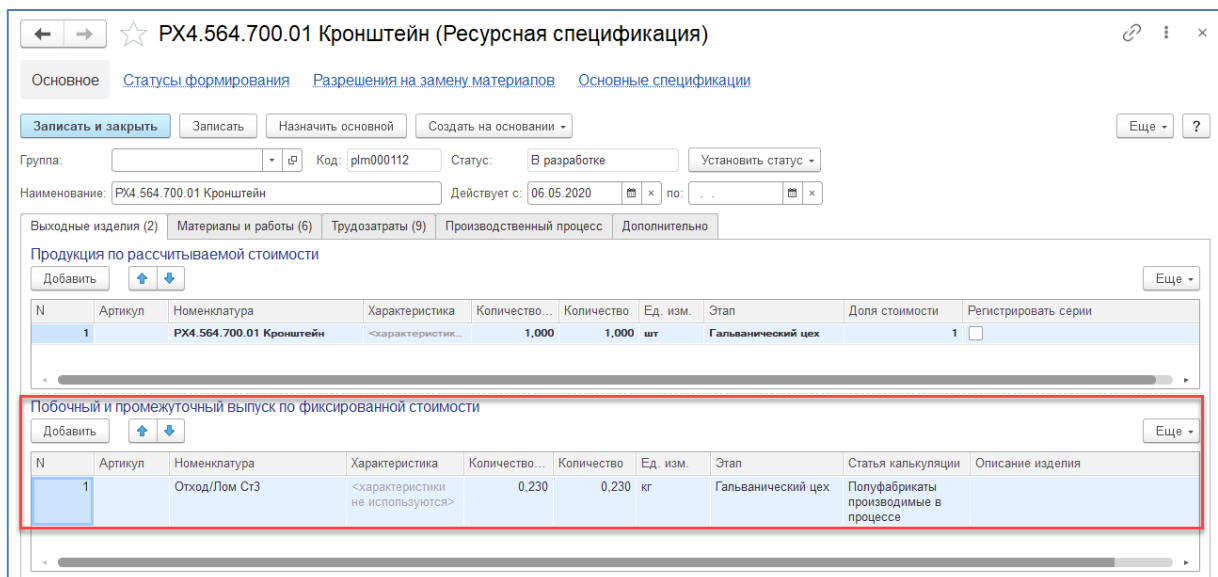 РХ4.564.700.01 Кронштейн (Ресурсная спецификация)
Основное Статусы формирования Разрешения на замену материалов Основные спецификации
Записать и закрыть Записать Назначить основной Создать на основании Еще ?
Группа: Код: plm000112 Статус: В разработке Установить статус
Наименование: РХ4.564.700.01 Кронштейн Действует с: 06.05.2020 по: . .
Выходные изделия (2) Материалы и работы (6) Трудозатраты (9) Производственный процесс Дополнительно
Продукция по рассчитываемой стоимости
Добавить Еще
N Артикул Номенклатура Характеристика Количество... Количество Ед. изм. Этап Доля стоимости Регистрировать серии
1 РХ4.564.700.01 Кронштейн <характеристик... 1,000 1,000 шт Гальванический цех 1
Побочный и промежуточный выпуск по фиксированной стоимости
Добавить Еще
N Артикул Номенклатура Характеристика Количество... Количество Ед. изм. Этап Статья калькуляции Описание изделия
1 Отход/Лом Ст3 <характеристики 0,230 0,230 кг Гальванический цех Полуфабрикаты
не используются> производимые в
процессе